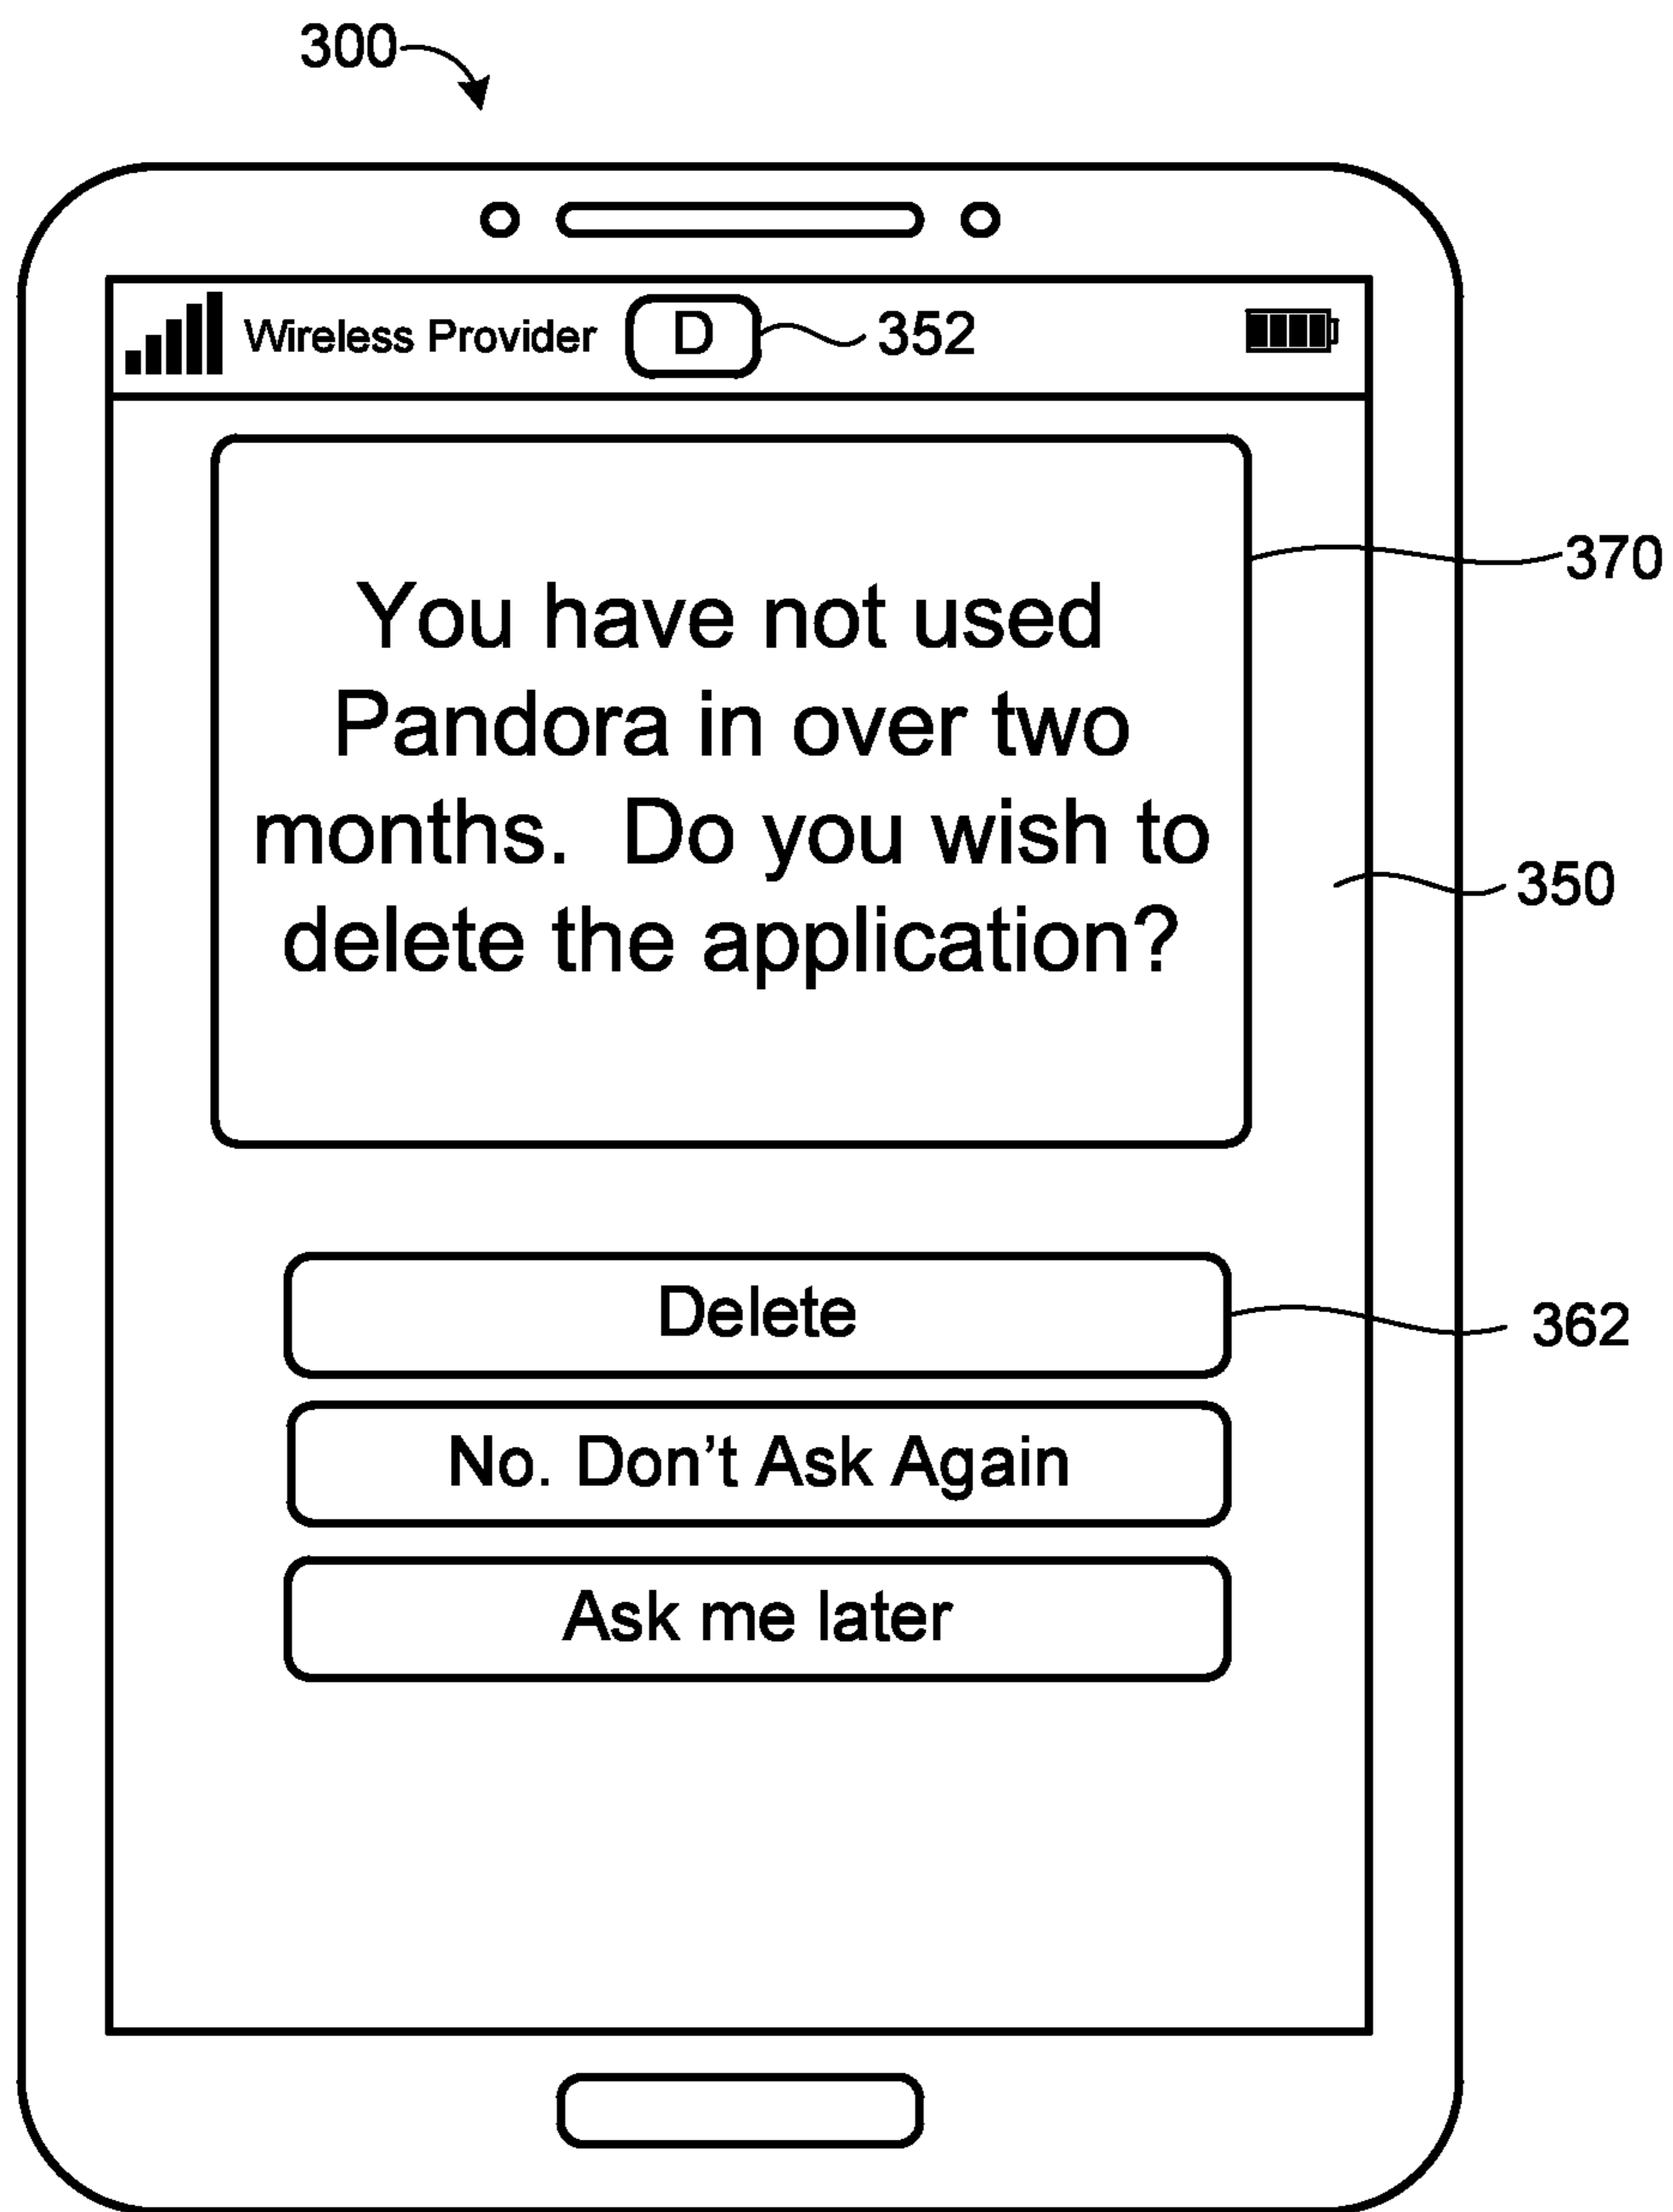 300
Wireless Provider D 352
You have not used
Pandora in over two
months. Do you wish to
delete the application?
370
350
Delete
362
No. Don't Ask Again
Ask me later